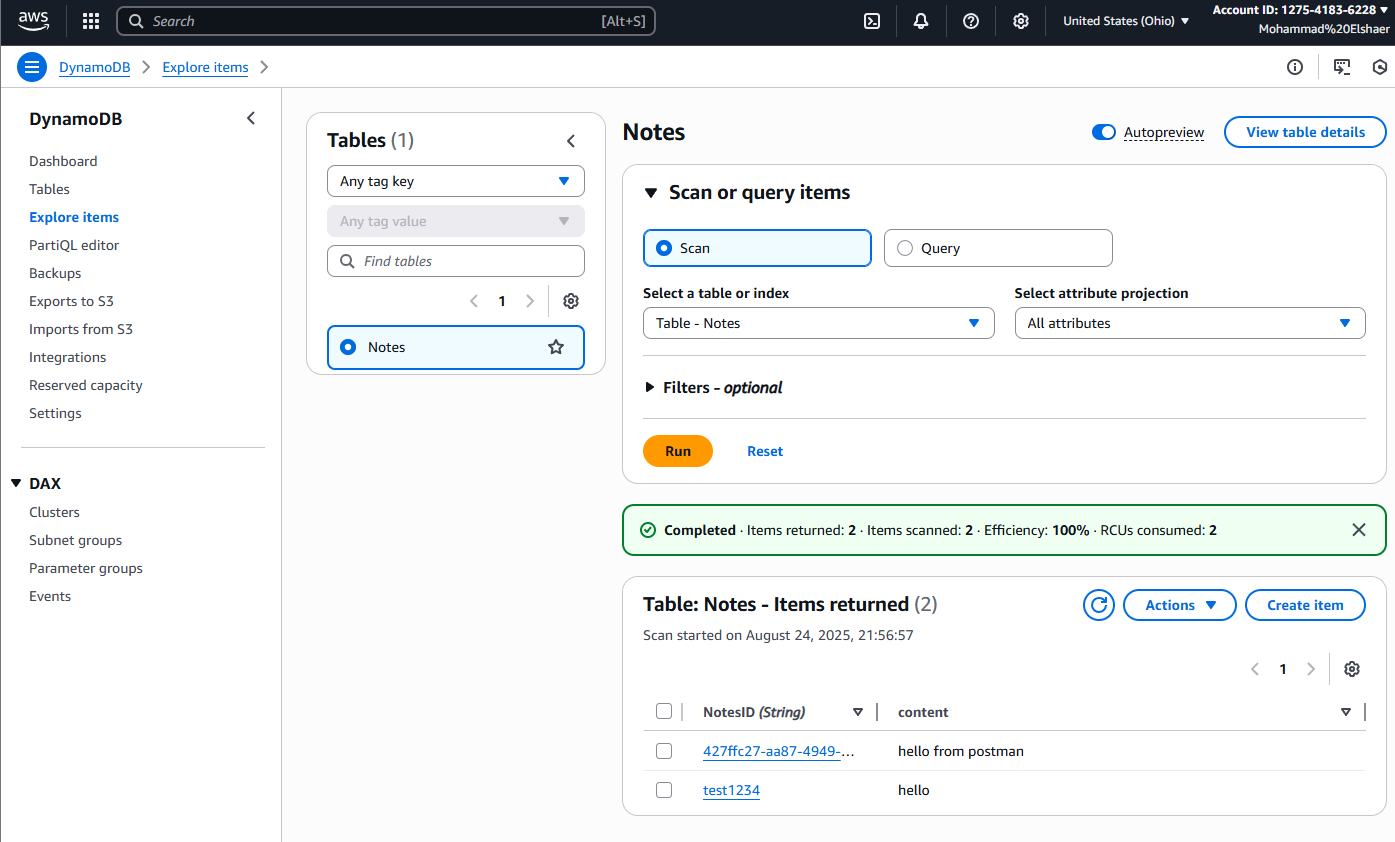 aws
Search [Alt+S]
United States (Ohio)
Account ID: 1275-4183-6228
Mohammad%20Elshaer
DynamoDB
Explore items
DynamoDB
Dashboard
Tables
Explore items
PartiQL editor
Backups
Exports to S3
Imports from S3
Integrations
Reserved capacity
Settings
DAX
Clusters
Subnet groups
Parameter groups
Events
Tables (1)
Any tag key
Any tag value
Find tables
1
Notes
Notes
Autopreview
View table details
Scan or query items
Scan
Query
Select a table or index
Table - Notes
Select attribute projection
All attributes
Filters - optional
Run
Reset
Completed · Items returned: 2 · Items scanned: 2 · Efficiency: 100% · RCUs consumed: 2
Table: Notes - Items returned (2)
Scan started on August 24, 2025, 21:56:57
Actions
Create item
1
NotesID (String) content
427ffc27-aa87-4949-... hello from postman
test1234 hello